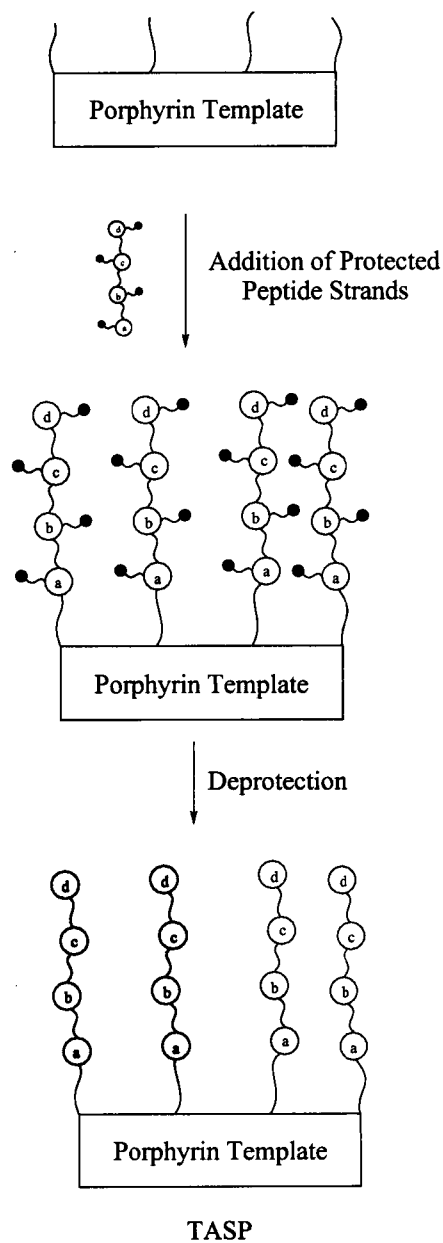 Porphyrin Template
d
c
b
a
Addition of Protected
Peptide Strands
d d d d
c c c c
b b b b
a a a a
Porphyrin Template
Deprotection
d d d d
c c c c
b b b b
a a a a
Porphyrin Template
TASP